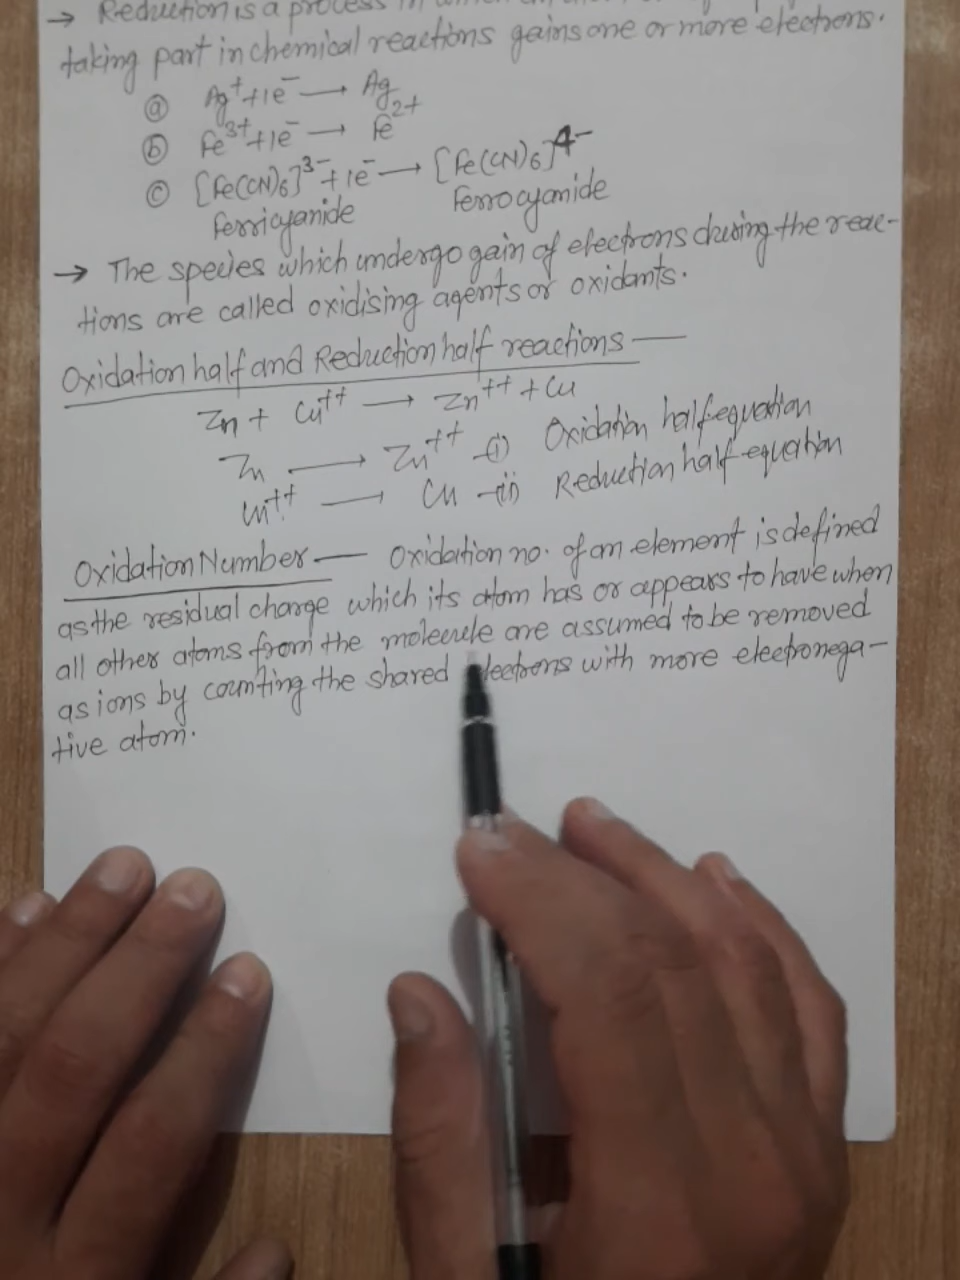 → Reduction is a process in which an
taking part in chemical reactions gains one or more electrons.
ⓐ Ag⁺+1e⁻ → Ag
ⓑ Fe³⁺+1e⁻ → Fe²⁺
ⓒ [Fe(CN)₆]³⁻+1e⁻ → [Fe(CN)₆]⁴⁻
Ferricyanide Ferrocyanide
→ The species which undergo gain of electrons during the reac-
tions are called oxidising agents or oxidants.
Oxidation half and Reduction half reactions —
Zn + Cu⁺⁺ → Zn⁺⁺ + Cu
Zn → Zn⁺⁺ -(i) Oxidation half equation
Cu⁺⁺ → Cu -(ii) Reduction half-equation
Oxidation Number — Oxidation no. of an element is defined
as the residual charge which its atom has or appears to have when
all other atoms from the molecule are assumed to be removed
as ions by counting the shared electrons with more electronega-
tive atom.